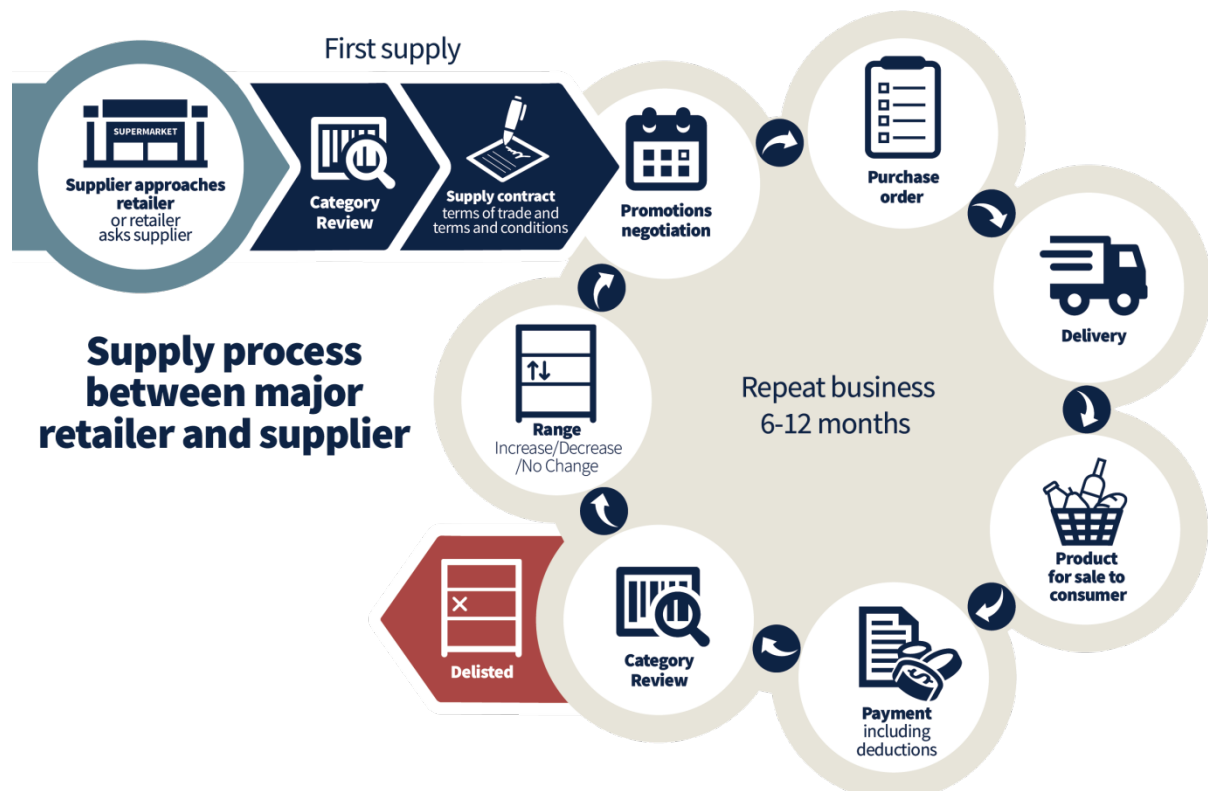 First supply
SUPERMARKET
Supplier approaches
retailer
or retailer
asks supplier
Category
Review
Supply contract
terms of trade and
terms and conditions
Promotions
negotiation
Purchase
order
Delivery
Product
for sale to
consumer
Payment
including
deductions
Category
Review
Delisted
Range
Increase/Decrease
/No Change
Repeat business
6-12 months
Supply process
between major
retailer and supplier